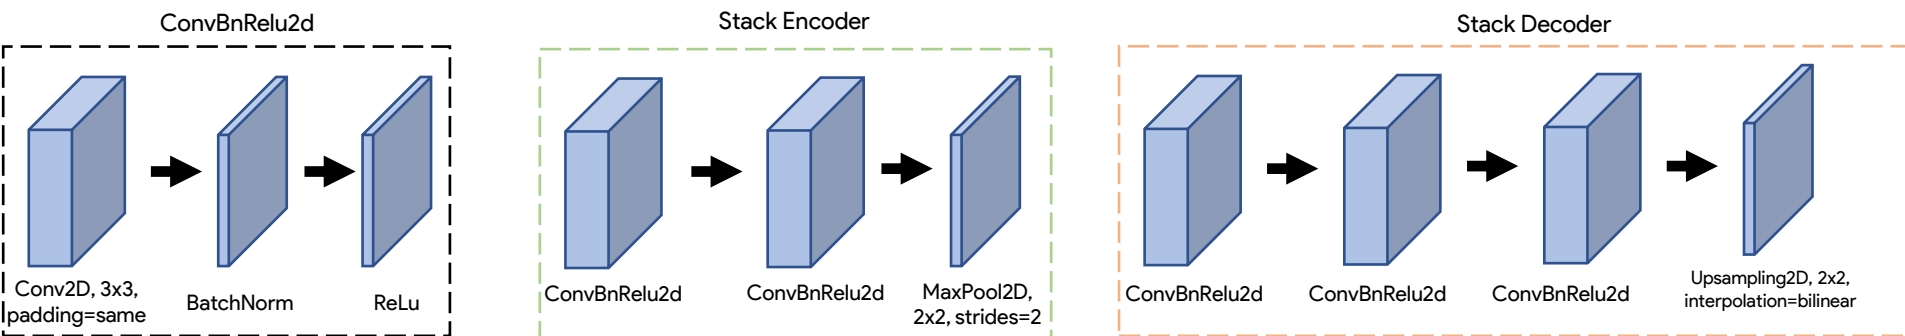 ConvBnRelu2d
Conv2D, 3x3,
padding=same
BatchNorm
ReLu
Stack Encoder
ConvBnRelu2d
ConvBnRelu2d
MaxPool2D,
2x2, strides=2
Stack Decoder
ConvBnRelu2d
ConvBnRelu2d
ConvBnRelu2d
Upsampling2D, 2x2,
interpolation=bilinear